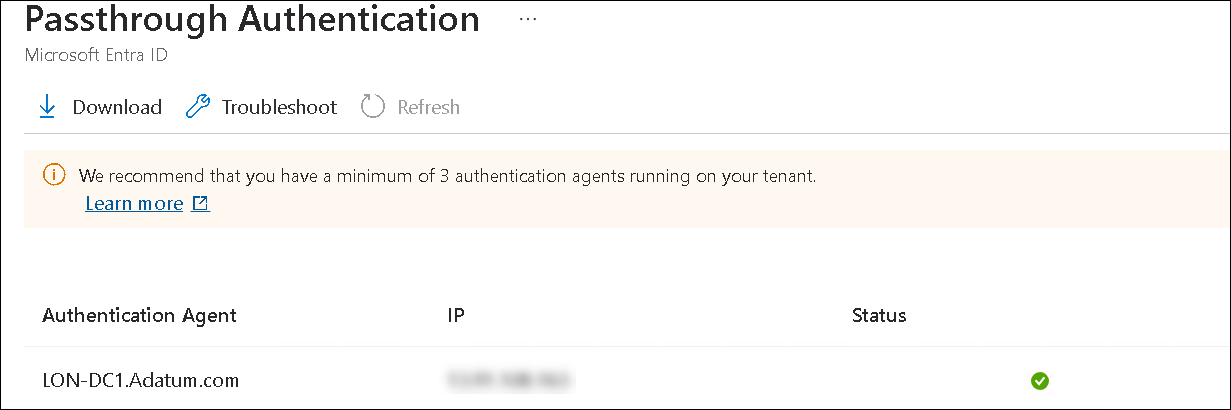 Passthrough Authentication ...
Microsoft Entra ID
Download Troubleshoot Refresh
We recommend that you have a minimum of 3 authentication agents running on your tenant.
Learn more
Authentication Agent IP Status
LON-DC1.Adatum.com